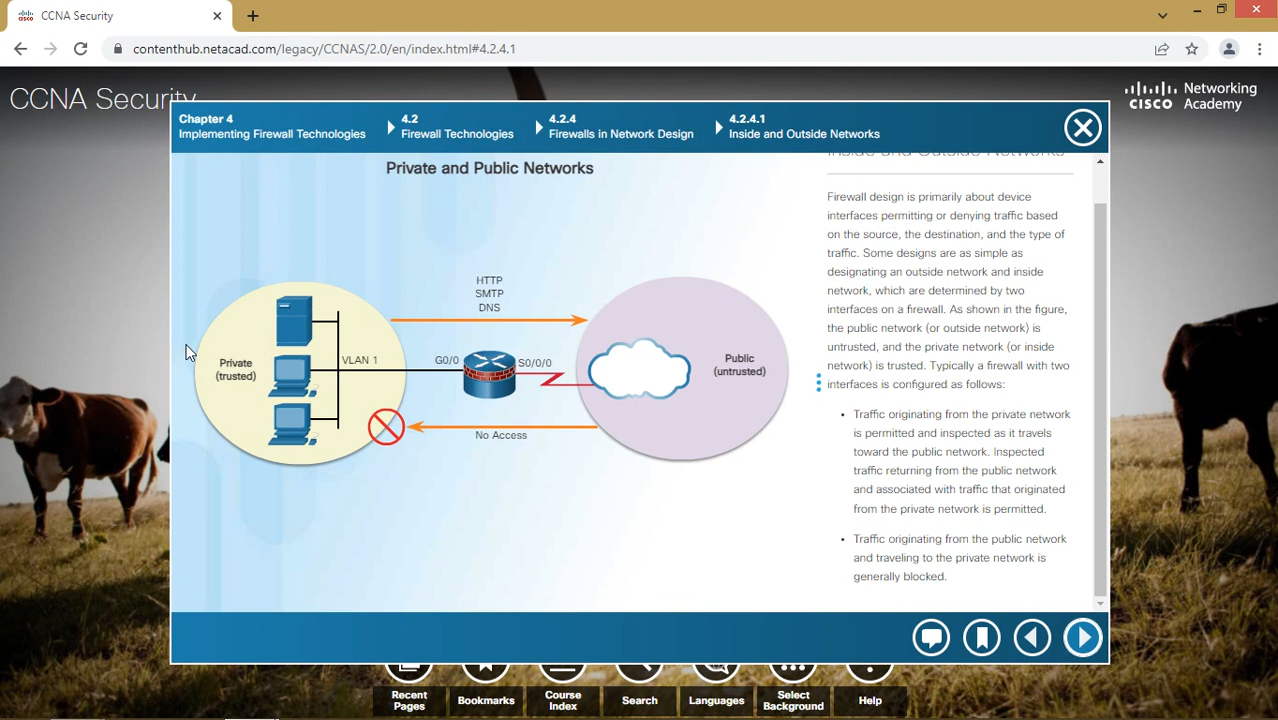 CCNA Security
contenthub.netacad.com/legacy/CCNAS/2.0/en/index.html#4.2.4.1
CCNA Security
Networking
CISCO Academy
Chapter 4
Implementing Firewall Technologies
4.2
Firewall Technologies
4.2.4
Firewalls in Network Design
4.2.4.1
Inside and Outside Networks
Private and Public Networks
HTTP
SMTP
DNS
Private
(trusted)
VLAN 1
G0/0
S0/0/0
Public
(untrusted)
No Access
Inside and Outside Networks
Firewall design is primarily about device
interfaces permitting or denying traffic based
on the source, the destination, and the type of
traffic. Some designs are as simple as
designating an outside network and inside
network, which are determined by two
interfaces on a firewall. As shown in the figure,
the public network (or outside network) is
untrusted, and the private network (or inside
network) is trusted. Typically a firewall with two
interfaces is configured as follows:
• Traffic originating from the private network
is permitted and inspected as it travels
toward the public network. Inspected
traffic returning from the public network
and associated with traffic that originated
from the private network is permitted.
• Traffic originating from the public network
and traveling to the private network is
generally blocked.
Recent
Pages
Bookmarks
Course
Index
Search
Languages
Select
Background
Help